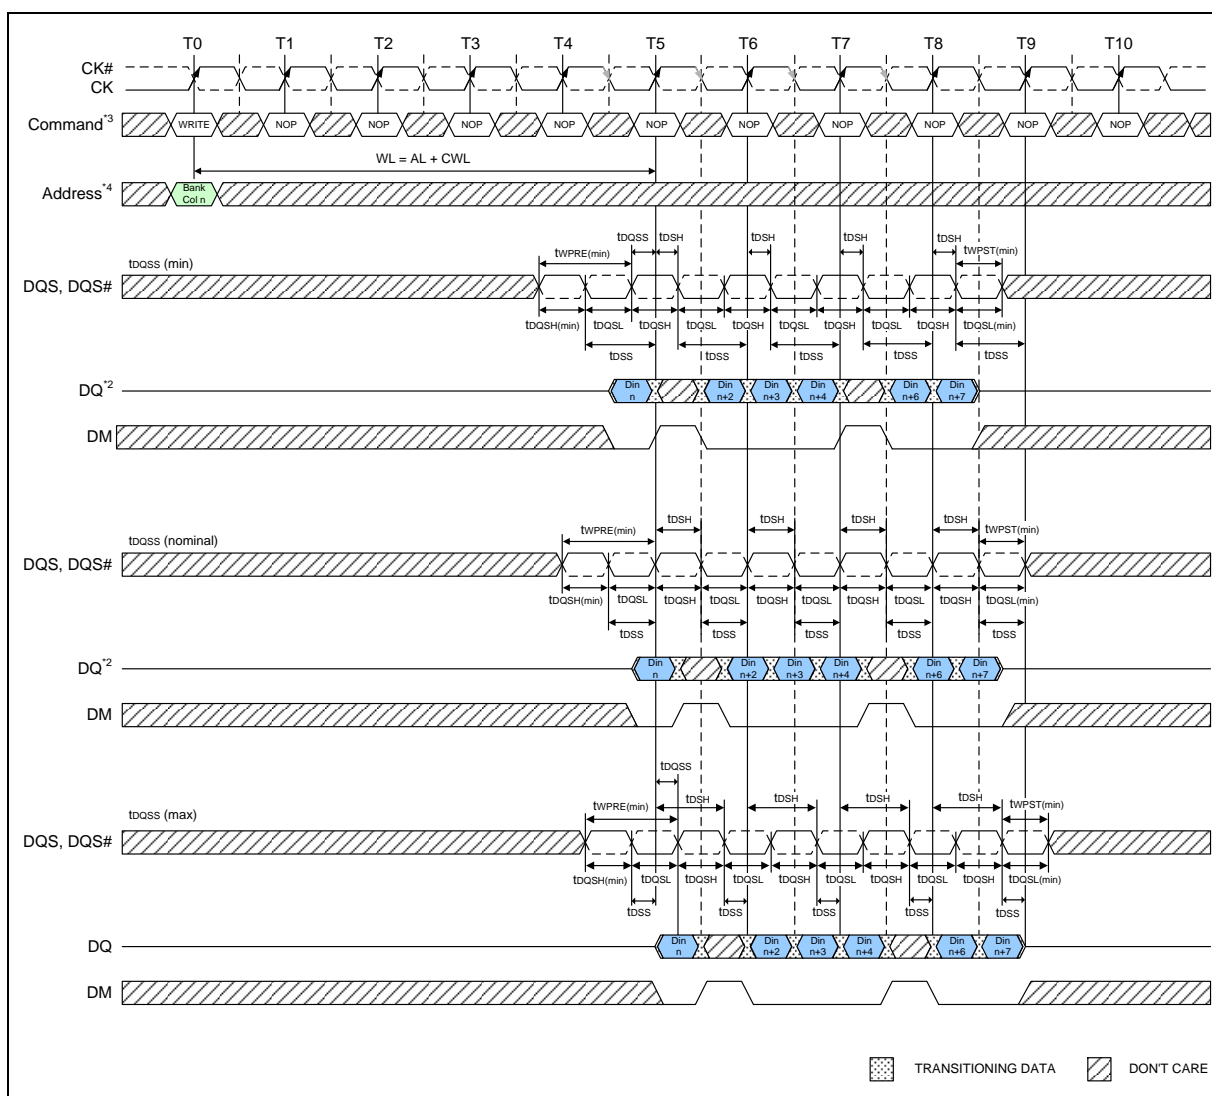 T0 T1 T2 T3 T4 T5 T6 T7 T8 T9 T10
CK#
CK
Command*3 WRITE NOP NOP NOP NOP NOP NOP NOP NOP NOP NOP
WL = AL + CWL
Address*4 Bank Col n
tDQSS tDSH tDSH tDSH tDSH
tWPRE(min) tWPST(min)
tDQSS (min)
DQS, DQS#
tDQSH(min) tDQSL tDQSH tDQSL tDQSH tDQSL tDQSH tDQSL tDQSH tDQSL(min)
tDSS tDSS tDSS tDSS tDSS
DQ*2 Din n Din n+2 Din n+3 Din n+4 Din n+6 Din n+7
DM
tWPRE(min) tDSH tDSH tDSH tDSH tWPST(min)
tDQSS (nominal)
DQS, DQS#
tDQSH(min) tDQSL tDQSH tDQSL tDQSH tDQSL tDQSH tDQSL tDQSH tDQSL(min)
tDSS tDSS tDSS tDSS tDSS
DQ*2 Din n Din n+2 Din n+3 Din n+4 Din n+6 Din n+7
DM
tDQSS
tWPRE(min) tDSH tDSH tDSH tDSH tWPST(min)
tDQSS (max)
DQS, DQS#
tDQSH(min) tDQSL tDQSH tDQSL tDQSH tDQSL tDQSH tDQSL tDQSH tDQSL(min)
tDSS tDSS tDSS tDSS tDSS
DQ Din n Din n+2 Din n+3 Din n+4 Din n+6 Din n+7
DM
TRANSITIONING DATA DON'T CARE